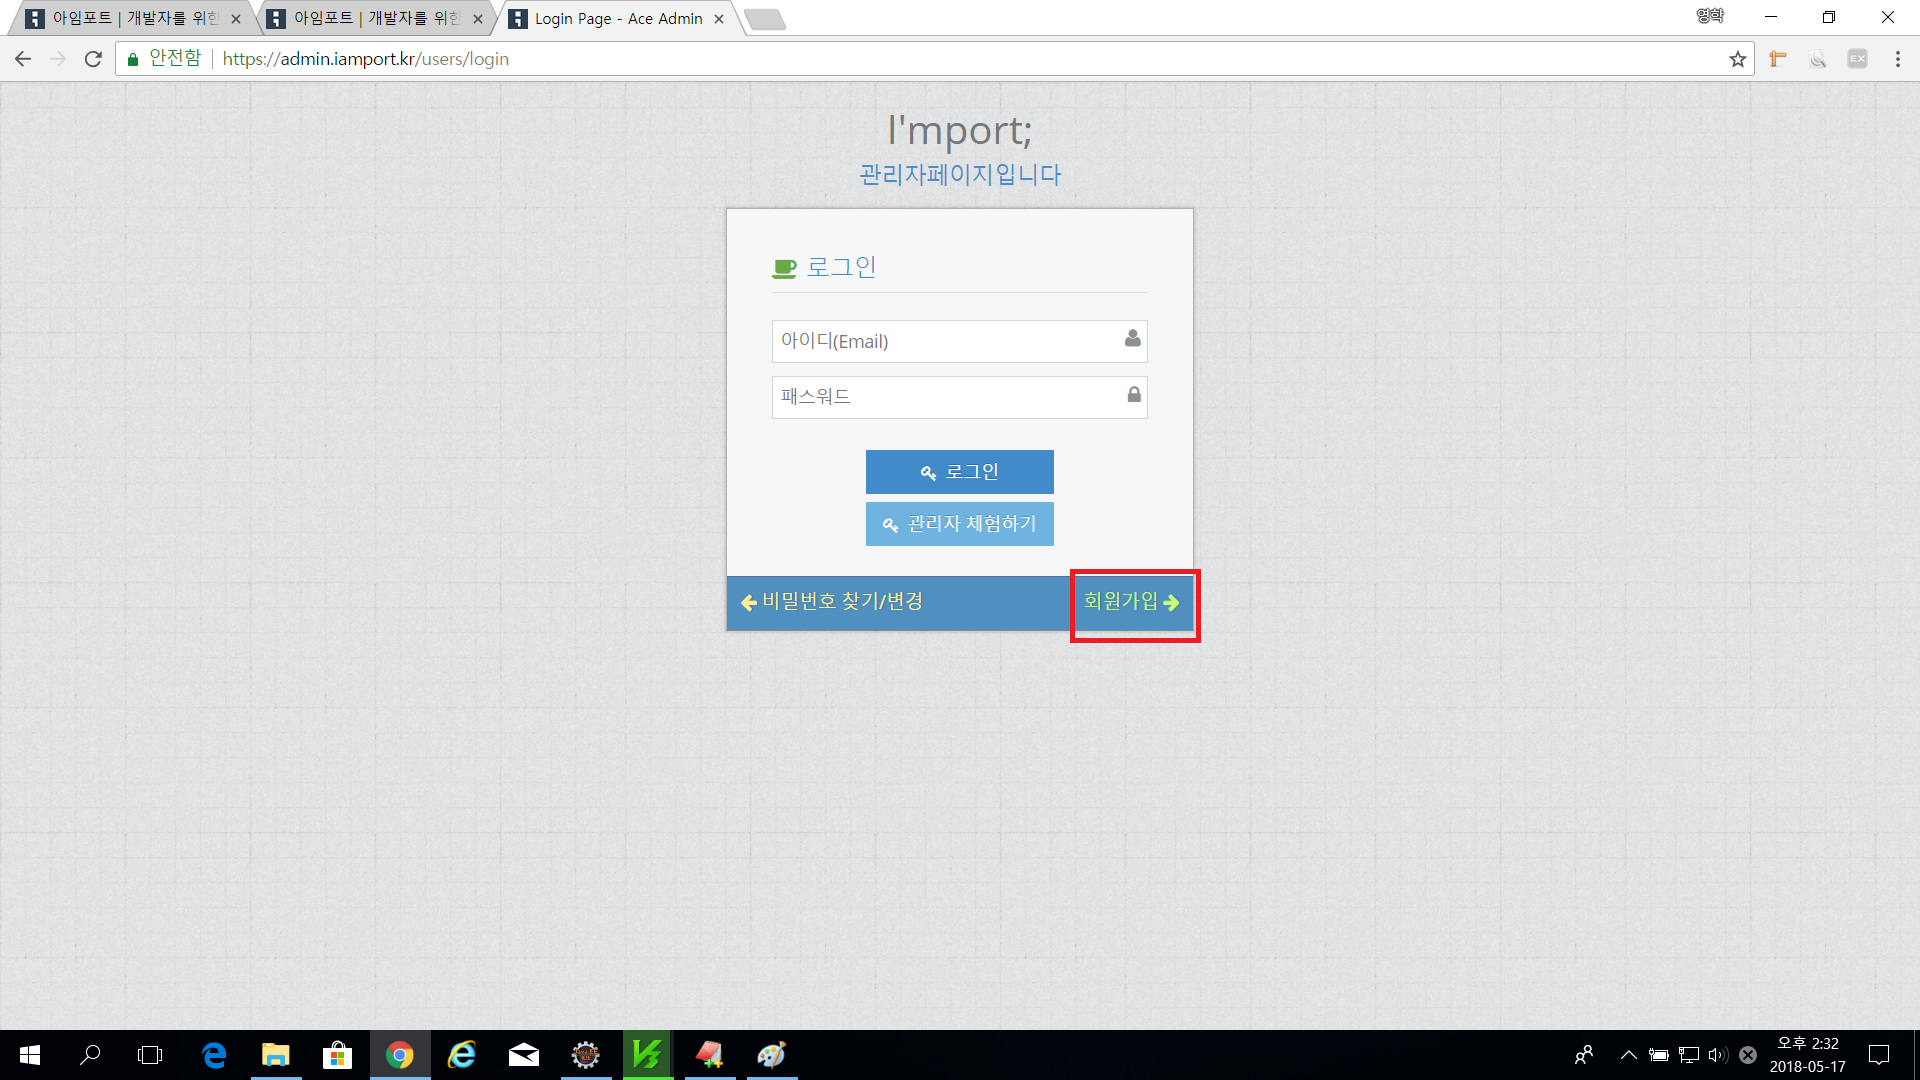 아임포트 | 개발자를 위한
아임포트 | 개발자를 위한
Login Page - Ace Admin
영학
안전함
https://admin.iamport.kr/users/login
EX
I'mport;
관리자페이지입니다
로그인
아이디(Email)
패스워드
로그인
관리자 체험하기
비밀번호 찾기/변경
회원가입
오후 2:32
2018-05-17